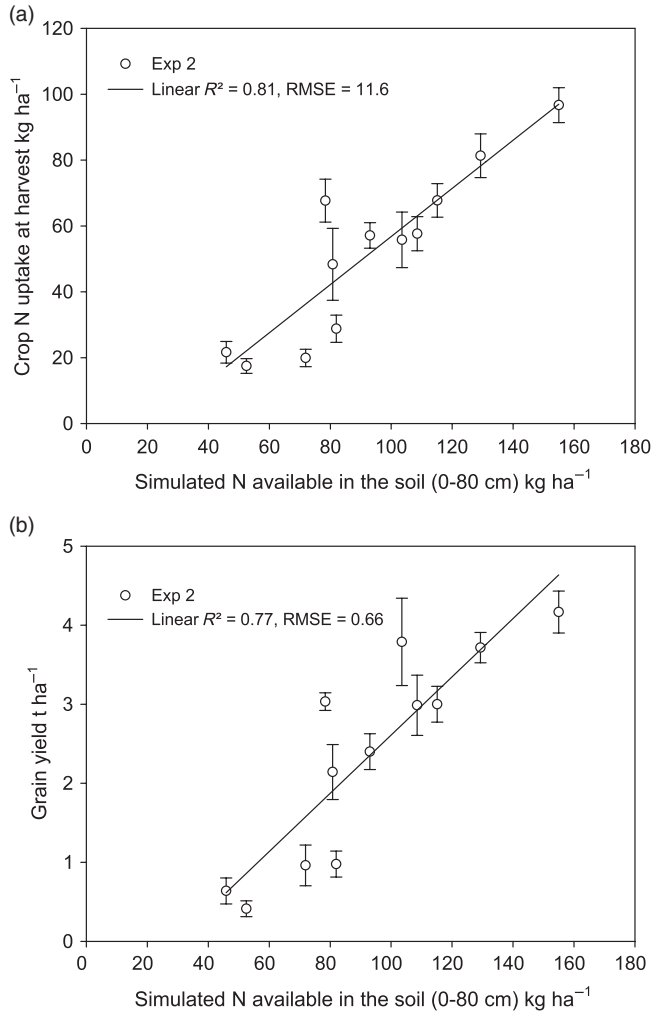 (a)
120
100
80
60
40
20
0
Crop N uptake at harvest kg ha⁻¹
Exp 2
Linear R² = 0.81, RMSE = 11.6
0 20 40 60 80 100 120 140 160 180
Simulated N available in the soil (0-80 cm) kg ha⁻¹
(b)
5
4
3
2
1
0
Grain yield t ha⁻¹
Exp 2
Linear R² = 0.77, RMSE = 0.66
0 20 40 60 80 100 120 140 160 180
Simulated N available in the soil (0-80 cm) kg ha⁻¹